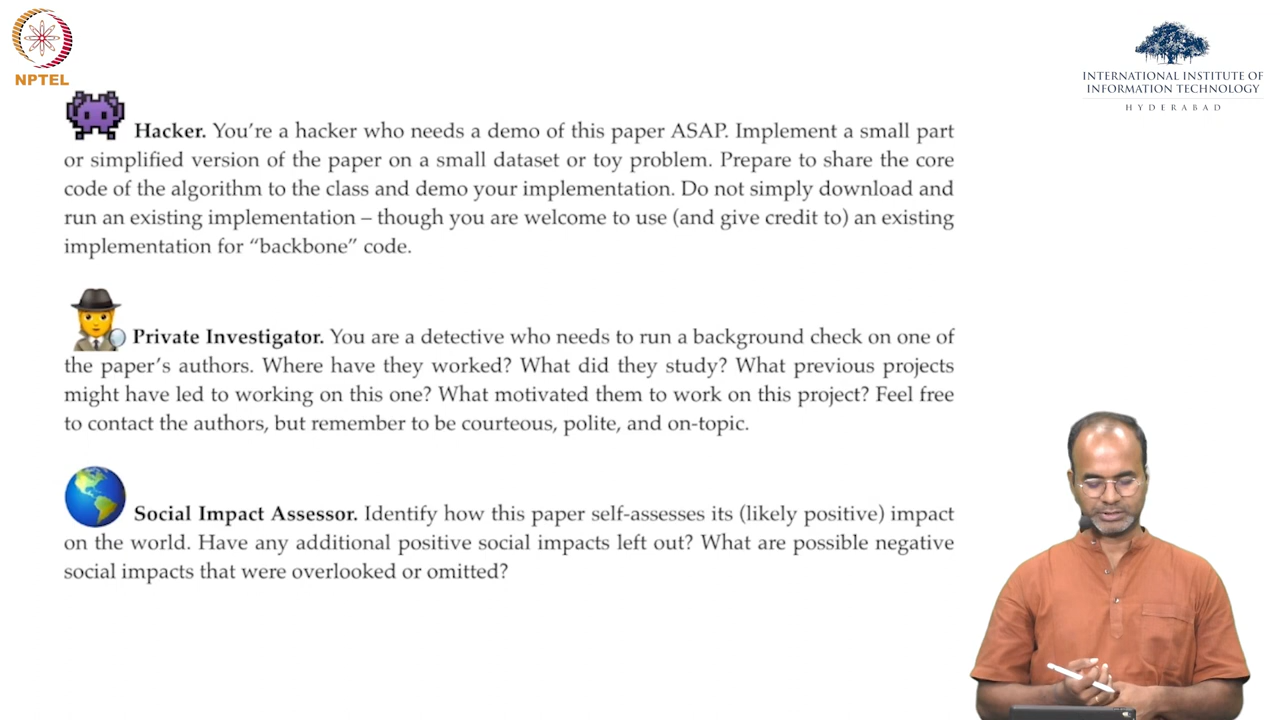 NPTEL
INTERNATIONAL INSTITUTE OF
INFORMATION TECHNOLOGY
HYDERABAD
Hacker. You're a hacker who needs a demo of this paper ASAP. Implement a small part
or simplified version of the paper on a small dataset or toy problem. Prepare to share the core
code of the algorithm to the class and demo your implementation. Do not simply download and
run an existing implementation – though you are welcome to use (and give credit to) an existing
implementation for “backbone” code.
Private Investigator. You are a detective who needs to run a background check on one of
the paper's authors. Where have they worked? What did they study? What previous projects
might have led to working on this one? What motivated them to work on this project? Feel free
to contact the authors, but remember to be courteous, polite, and on-topic.
Social Impact Assessor. Identify how this paper self-assesses its (likely positive) impact
on the world. Have any additional positive social impacts left out? What are possible negative
social impacts that were overlooked or omitted?